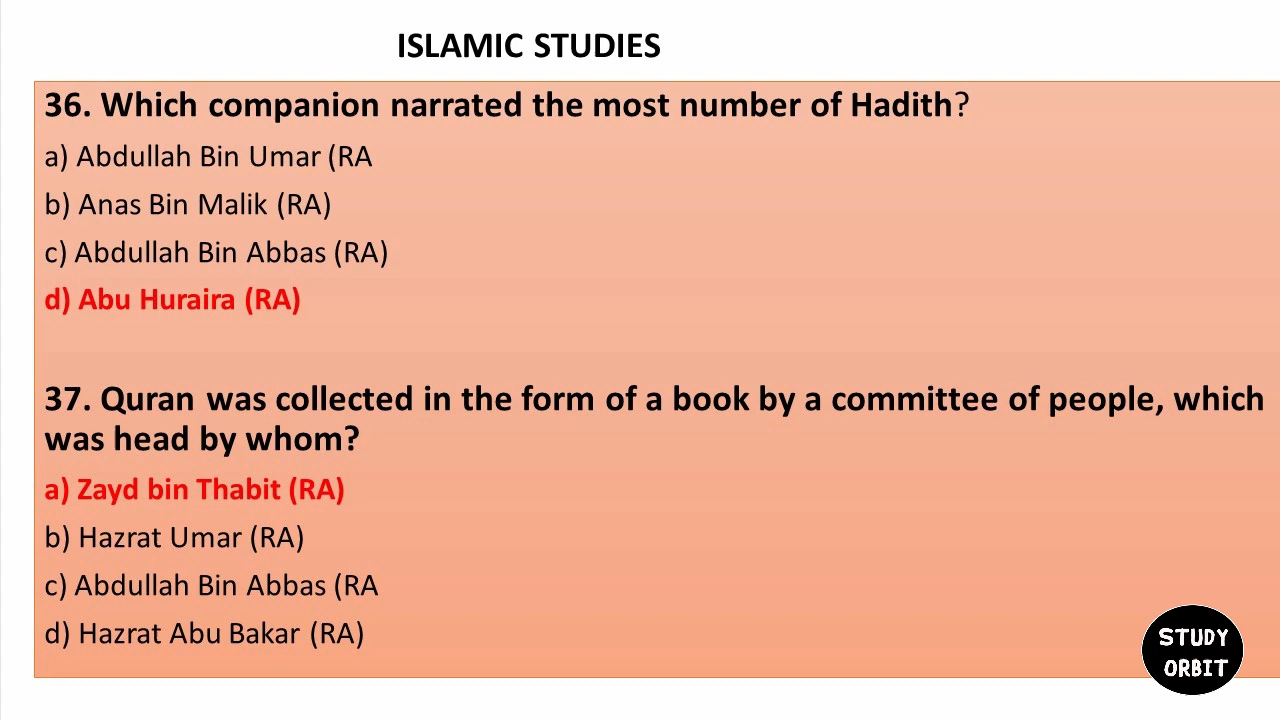 ISLAMIC STUDIES
36. Which companion narrated the most number of Hadith?
a) Abdullah Bin Umar (RA
b) Anas Bin Malik (RA)
c) Abdullah Bin Abbas (RA)
d) Abu Huraira (RA)
37. Quran was collected in the form of a book by a committee of people, which
was head by whom?
a) Zayd bin Thabit (RA)
b) Hazrat Umar (RA)
c) Abdullah Bin Abbas (RA
d) Hazrat Abu Bakar (RA)
STUDY
ORBIT